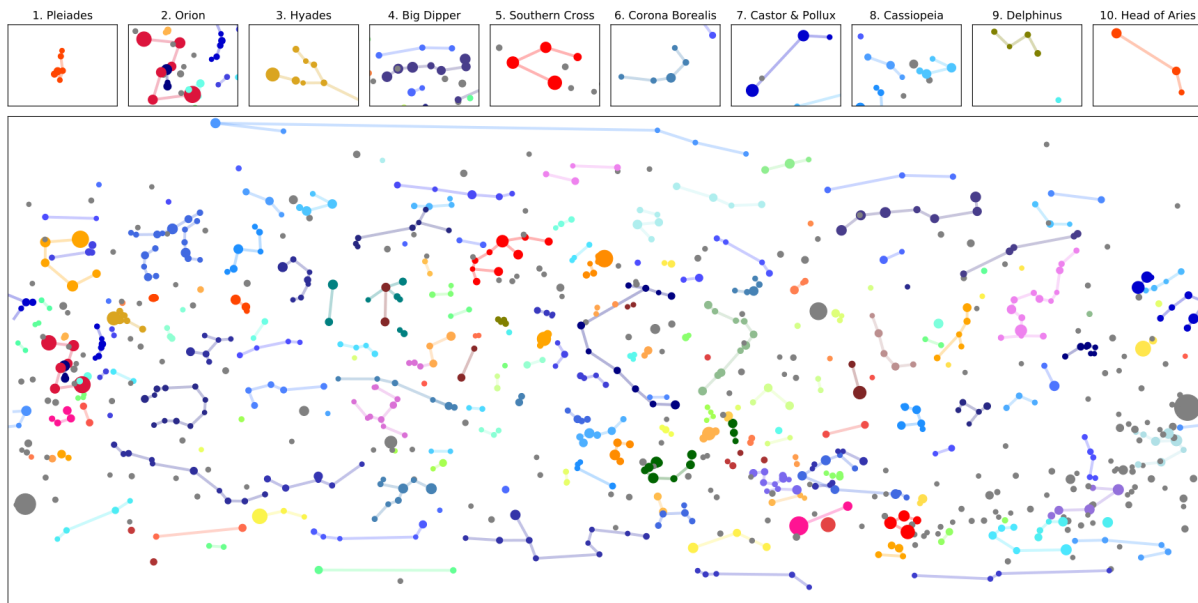 1. Pleiades
2. Orion
3. Hyades
4. Big Dipper
5. Southern Cross
6. Corona Borealis
7. Castor & Pollux
8. Cassiopeia
9. Delphinus
10. Head of Aries